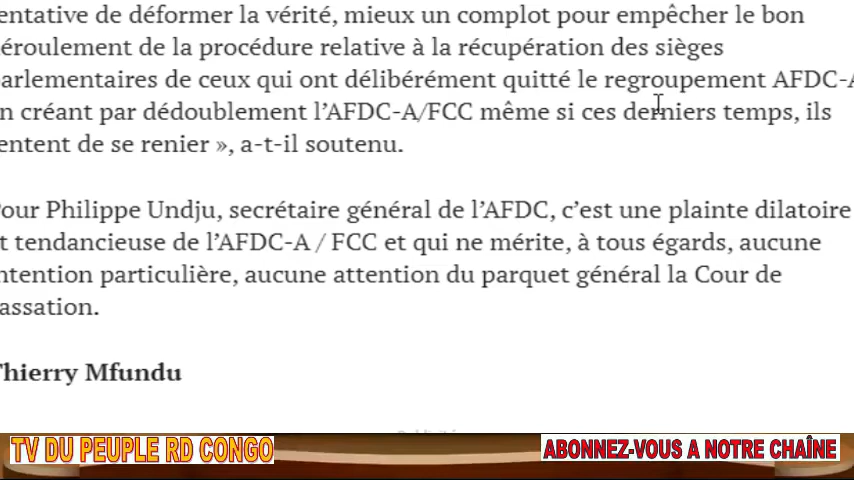 entative de déformer la vérité, mieux un complot pour empêcher le bon
éroulement de la procédure relative à la récupération des sièges
arlementaires de ceux qui ont délibérément quitté le regroupement AFDC-A
n créant par dédoublement l'AFDC-A/FCC même si ces derniers temps, ils
entent de se renier », a-t-il soutenu.
our Philippe Undju, secrétaire général de l'AFDC, c'est une plainte dilatoire
t tendancieuse de l'AFDC-A / FCC et qui ne mérite, à tous égards, aucune
ntention particulière, aucune attention du parquet général la Cour de
assation.
Thierry Mfundu
TV DU PEUPLE RD CONGO
ABONNEZ-VOUS A NOTRE CHAÎNE